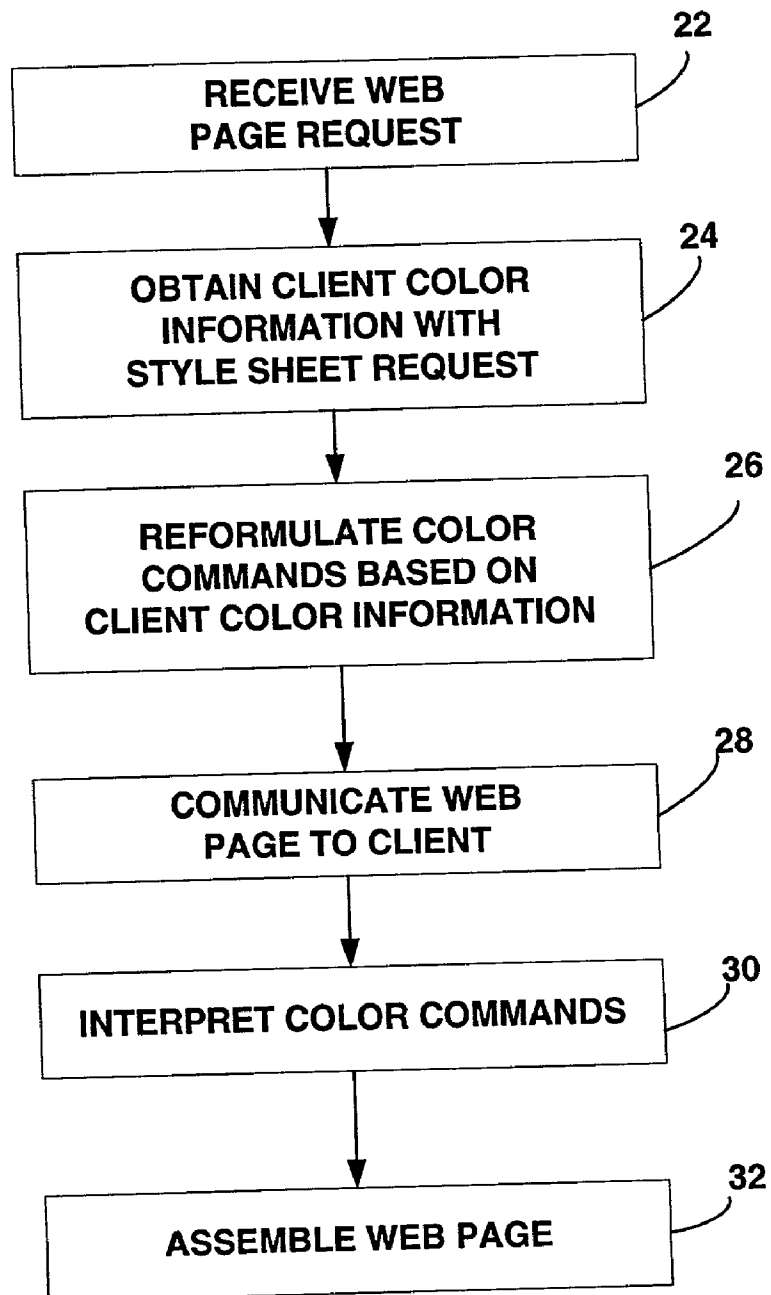 22
RECEIVE WEB
PAGE REQUEST
24
OBTAIN CLIENT COLOR
INFORMATION WITH
STYLE SHEET REQUEST
26
REFORMULATE COLOR
COMMANDS BASED ON
CLIENT COLOR INFORMATION
28
COMMUNICATE WEB
PAGE TO CLIENT
30
INTERPRET COLOR COMMANDS
32
ASSEMBLE WEB PAGE